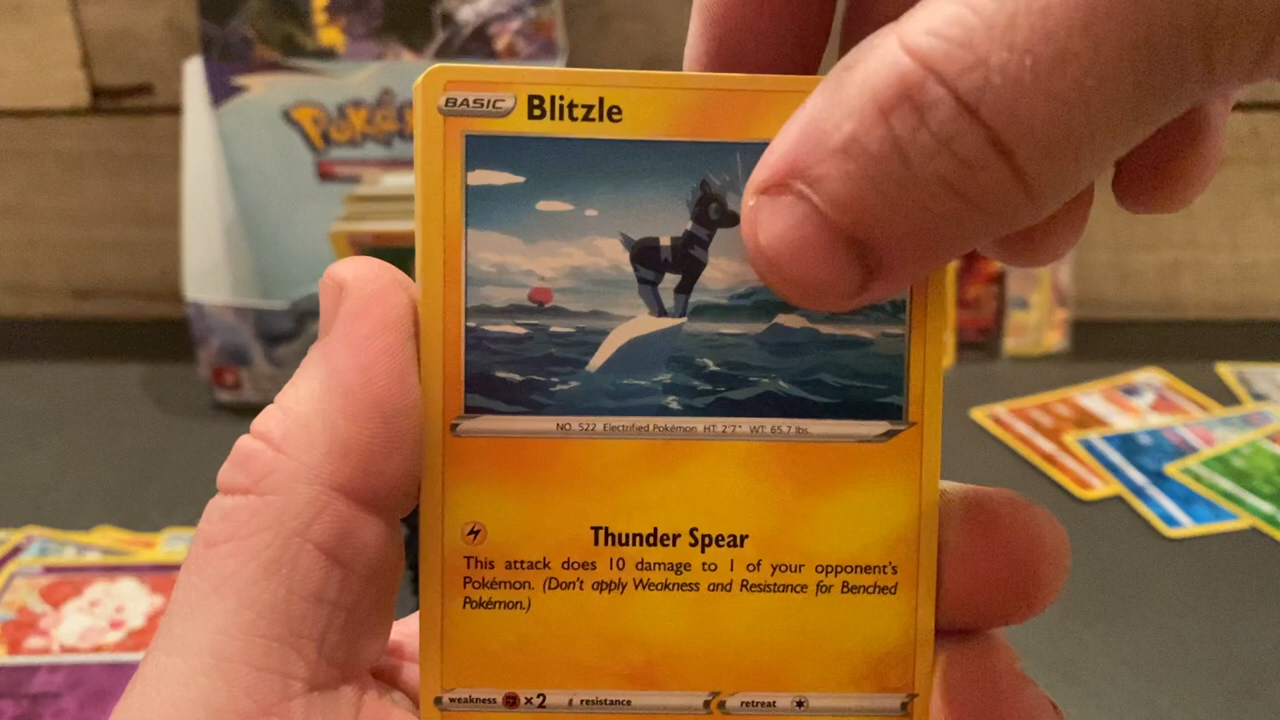 Poké
BASIC Blitzle
NO. 522 Electrified Pokémon HT: 2'7" WT: 65.7 lbs.
Thunder Spear
This attack does 10 damage to 1 of your opponent's
Pokémon. (Don't apply Weakness and Resistance for Benched
Pokémon.)
weakness ×2 resistance retreat